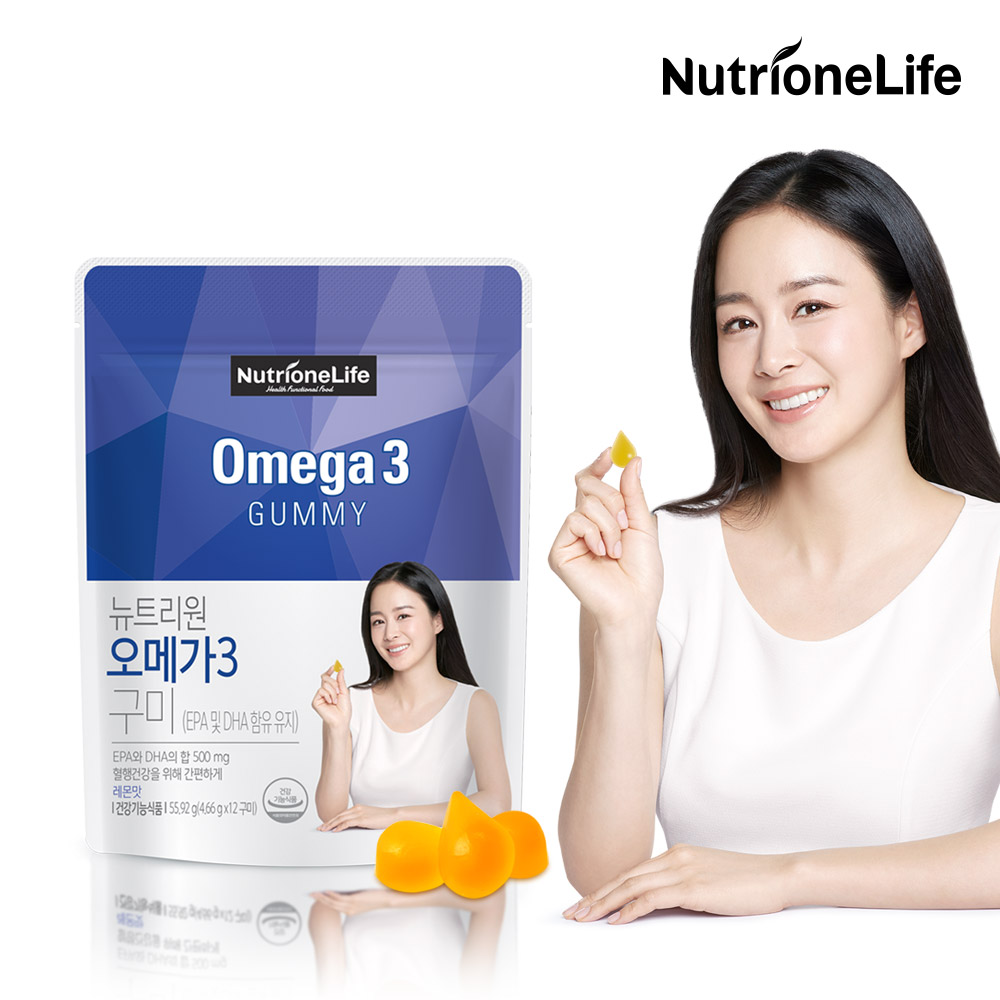 NutrioneLife
NutrioneLife
Health Functional Food
Omega 3
GUMMY
뉴트리원
오메가3
구미 (EPA 및 DHA 함유 유지)
EPA와 DHA의 합 500 mg
혈행건강을 위해 간편하게
레몬맛
건강
기능식품
| 건강기능식품 | 55.92 g(4.66 g x 12 구미)